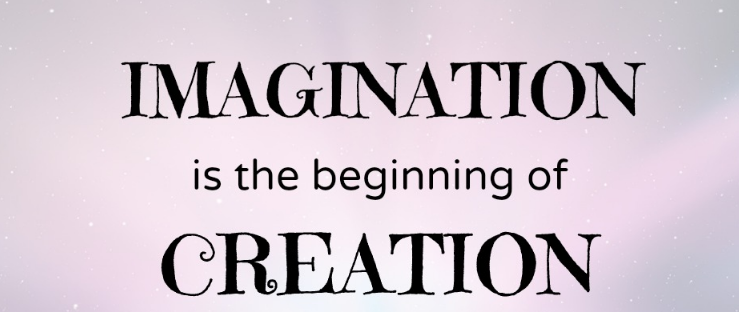 IMAGINATION
is the beginning of
CREATION